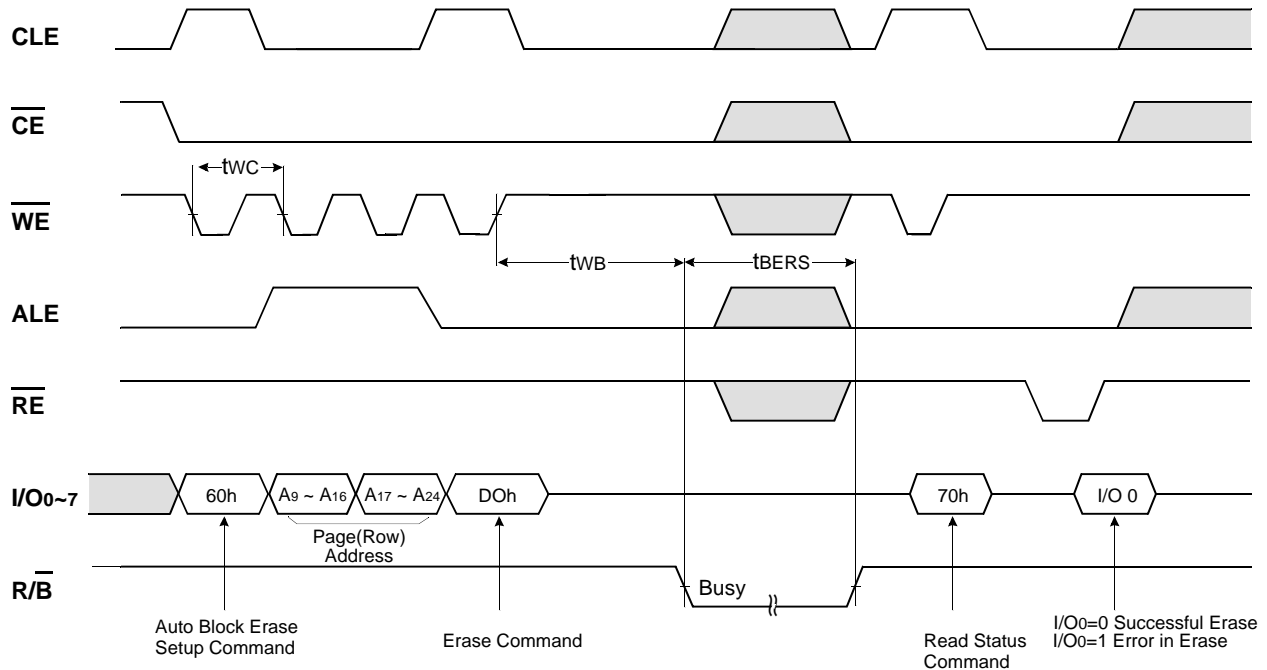 CLE
CE
tWC
WE
tWB
tBERS
ALE
RE
I/O0~7
60h
A9 ~ A16
A17 ~ A24
DOh
70h
I/O 0
Page(Row)
Address
R/B
Busy
Auto Block Erase
Setup Command
Erase Command
Read Status
Command
I/O0=0 Successful Erase
I/O0=1 Error in Erase